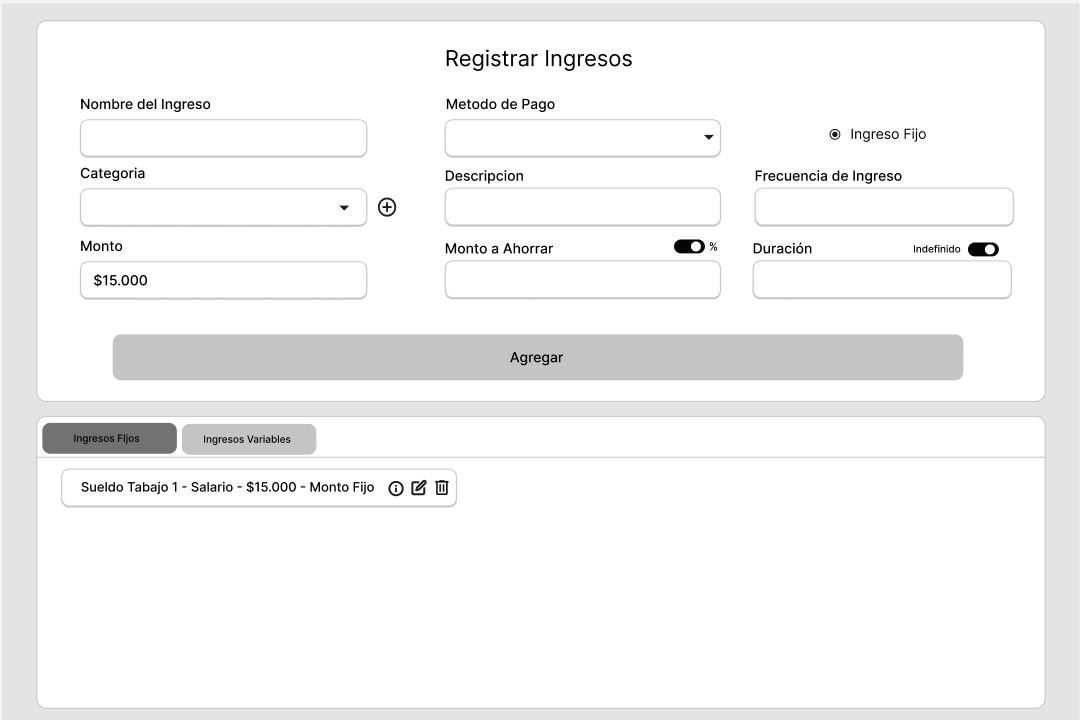 Registrar Ingresos
Nombre del Ingreso
Metodo de Pago
Ingreso Fijo
Categoria
Descripcion
Frecuencia de Ingreso
Monto
Monto a Ahorrar
%
Duración
Indefinido
$15.000
Agregar
Ingresos FIjos
Ingresos Variables
Sueldo Tabajo 1 - Salario - $15.000 - Monto Fijo